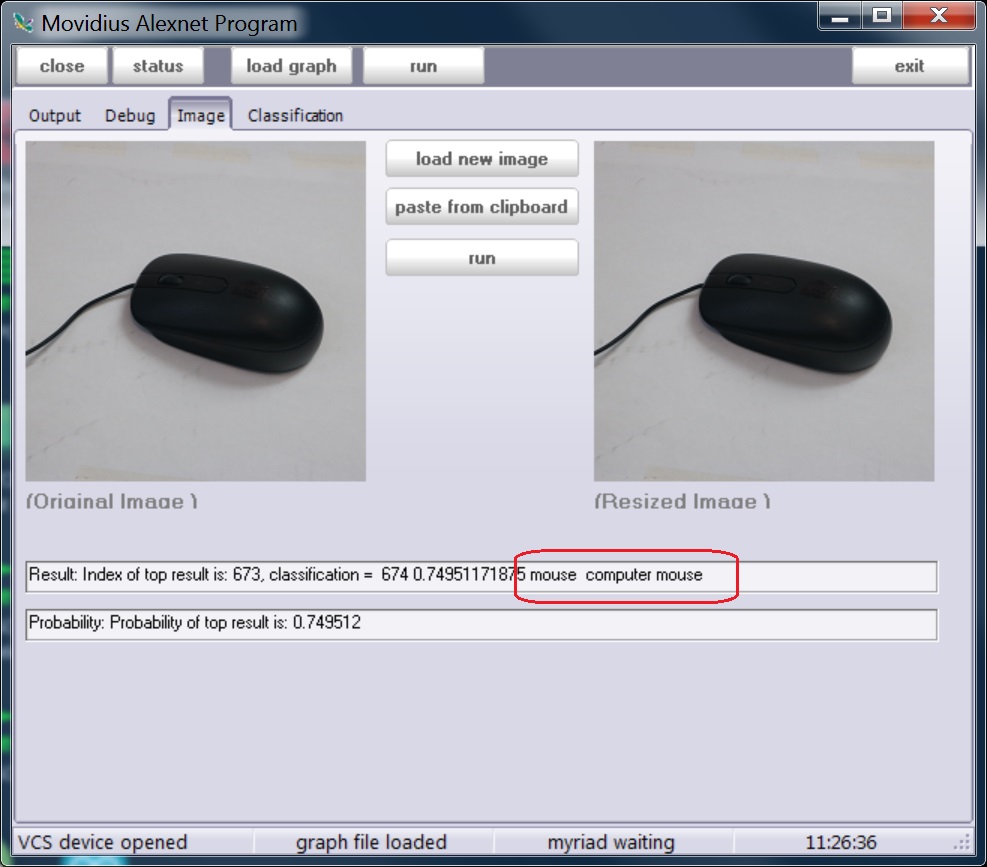 Movidius Alexnet Program
close status load graph run exit
Output Debug Image Classification
load new image
paste from clipboard
run
(Original Image )
(Resized Image )
Result: Index of top result is: 673, classification = 674 0.74951171875 mouse computer mouse
Probability: Probability of top result is: 0.749512
VCS device opened graph file loaded myriad waiting 11:26:36